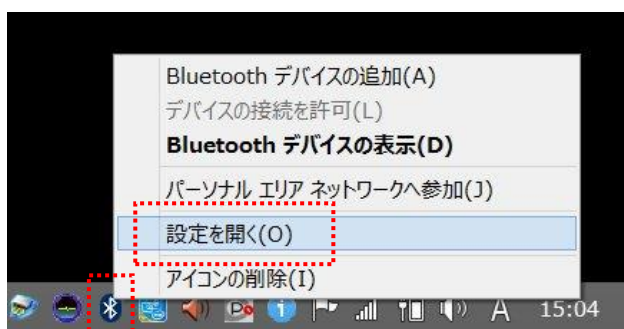 Bluetooth デバイスの追加(A)
デバイスの接続を許可(L)
Bluetooth デバイスの表示(D)
パーソナル エリア ネットワークへ参加(J)
設定を開く(O)
アイコンの削除(I)
A 15:04